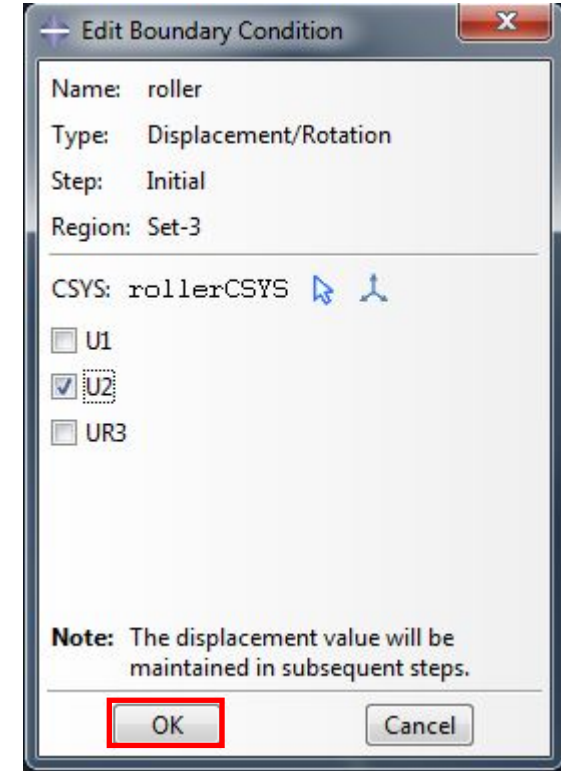 Edit Boundary Condition
Name: roller
Type: Displacement/Rotation
Step: Initial
Region: Set-3
CSYS: rollerCSYS
U1
U2
UR3
Note: The displacement value will be
maintained in subsequent steps.
OK Cancel